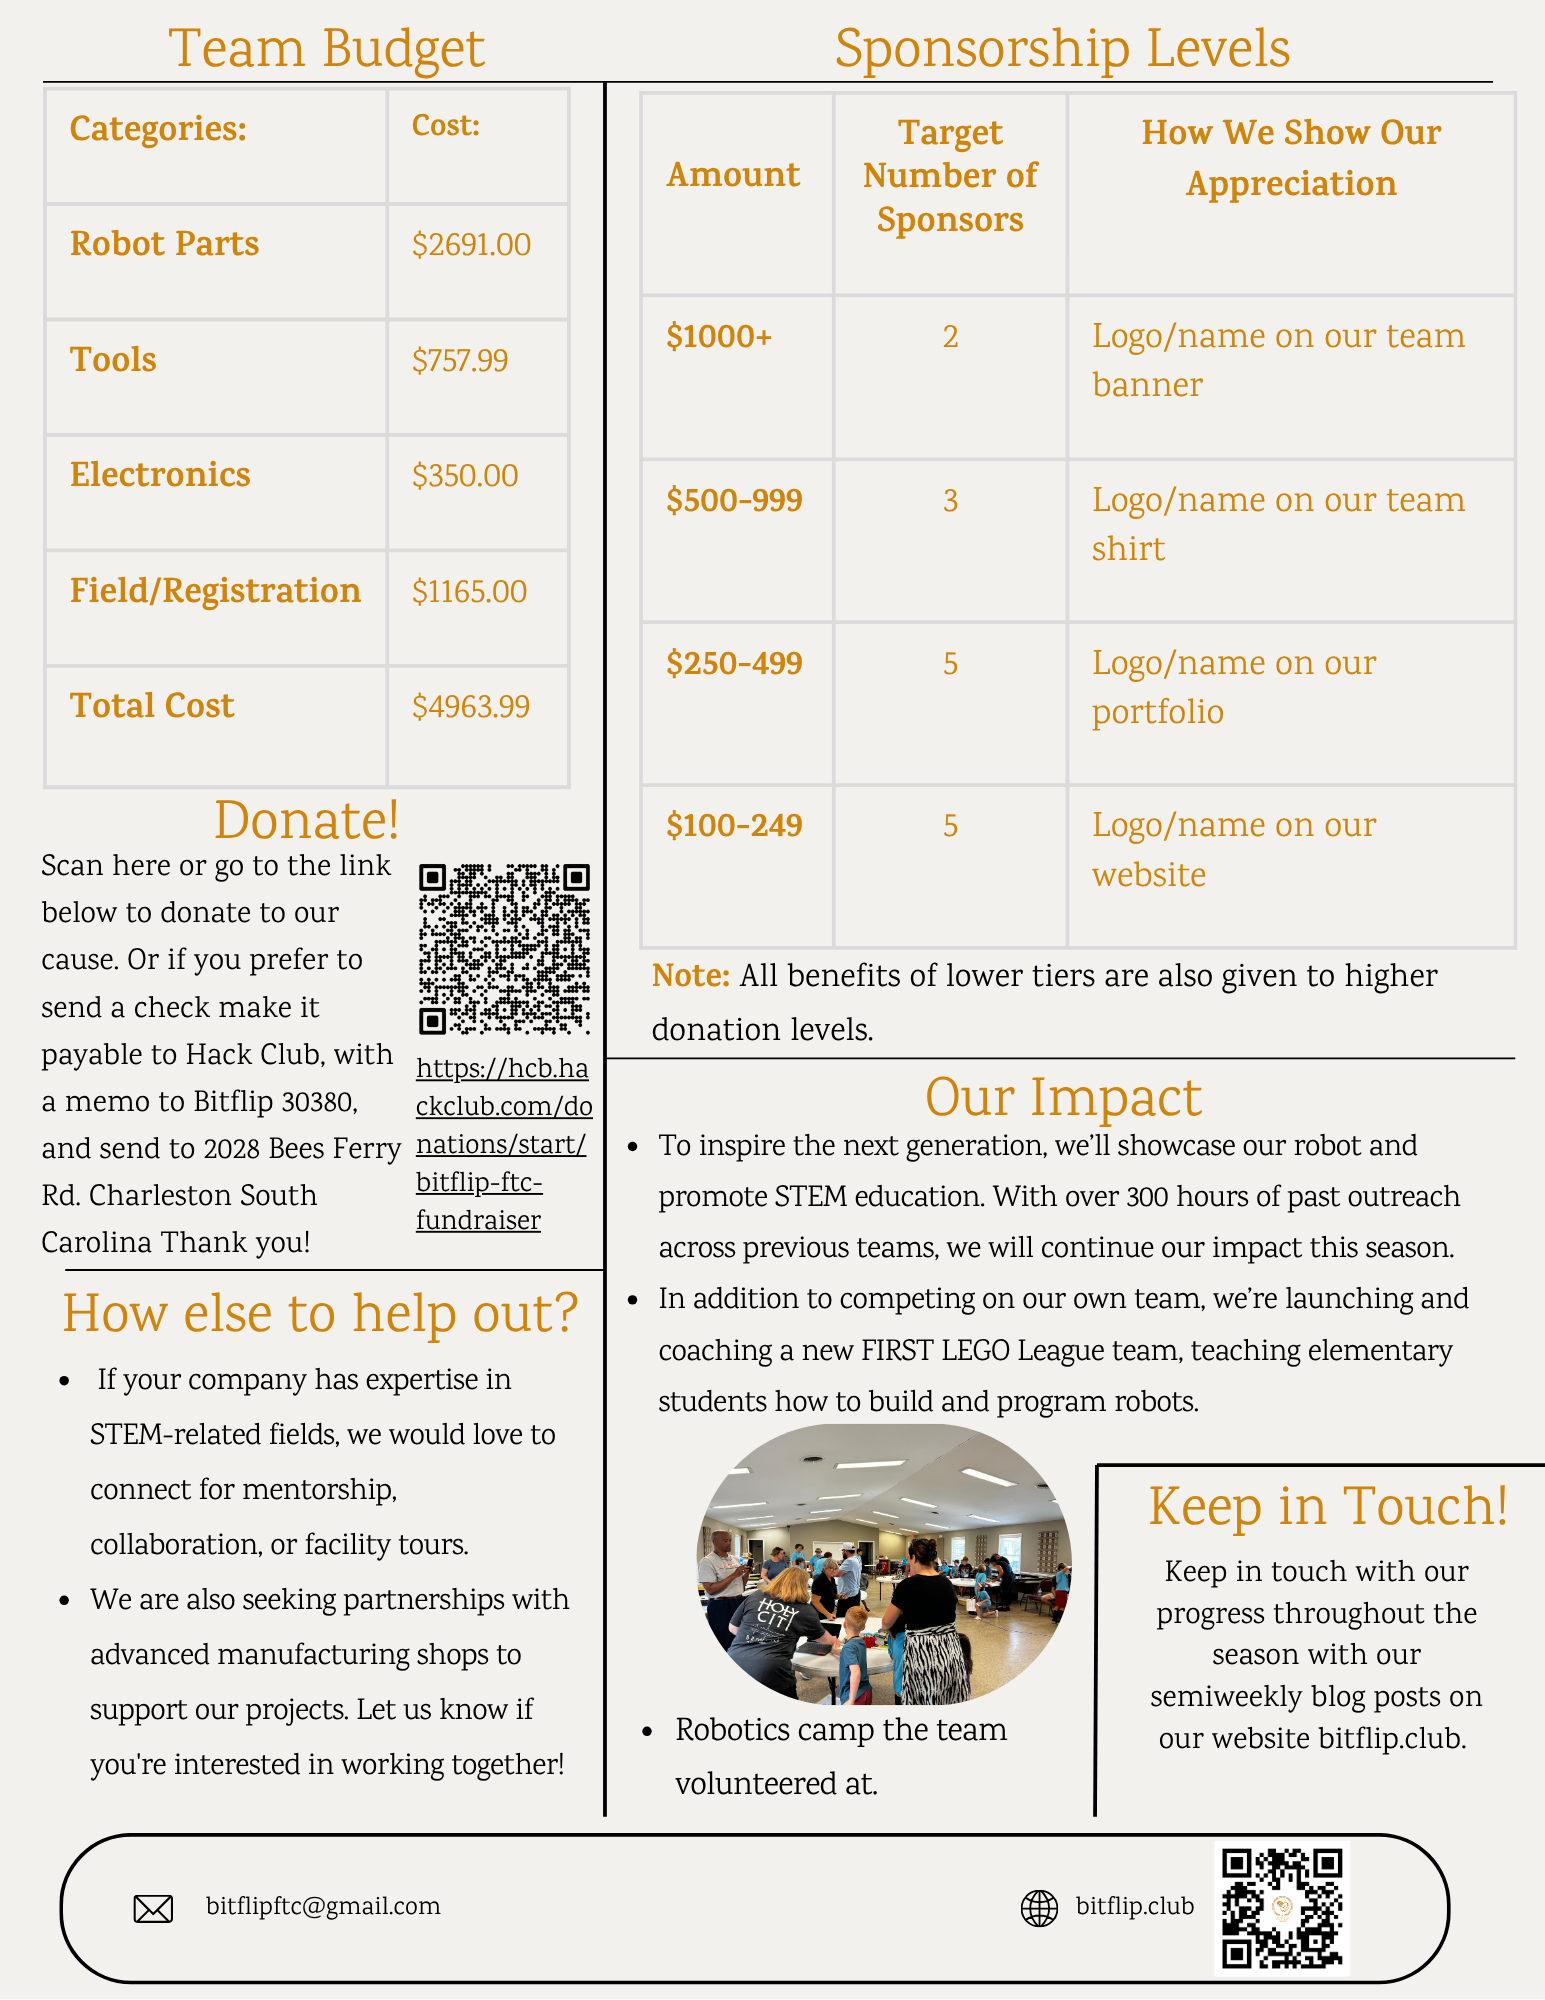 Team Budget
Categories:
Cost:
Robot Parts
$2691.00
Tools
$757.99
Electronics
$350.00
Field/Registration
$1165.00
Total Cost
$4963.99
Donate!
Scan here or go to the link
below to donate to our
cause. Or if you prefer to
send a check make it
payable to Hack Club, with
a memo to Bitflip 30380,
and send to 2028 Bees Ferry
Rd. Charleston South
Carolina Thank you!
https://hcb.ha
ckclub.com/do
nations/start/
bitflip-ftc-
fundraiser
How else to help out?
• If your company has expertise in
STEM-related fields, we would love to
connect for mentorship,
collaboration, or facility tours.
• We are also seeking partnerships with
advanced manufacturing shops to
support our projects. Let us know if
you're interested in working together!
Sponsorship Levels
Amount
Target
Number of
Sponsors
How We Show Our
Appreciation
$1000+
2
Logo/name on our team
banner
$500-999
3
Logo/name on our team
shirt
$250-499
5
Logo/name on our
portfolio
$100-249
5
Logo/name on our
website
Note: All benefits of lower tiers are also given to higher
donation levels.
Our Impact
• To inspire the next generation, we’ll showcase our robot and
promote STEM education. With over 300 hours of past outreach
across previous teams, we will continue our impact this season.
• In addition to competing on our own team, we’re launching and
coaching a new FIRST LEGO League team, teaching elementary
students how to build and program robots.
HOLY
CITY
• Robotics camp the team
volunteered at.
Keep in Touch!
Keep in touch with our
progress throughout the
season with our
semiweekly blog posts on
our website bitflip.club.
bitflipftc@gmail.com
bitflip.club